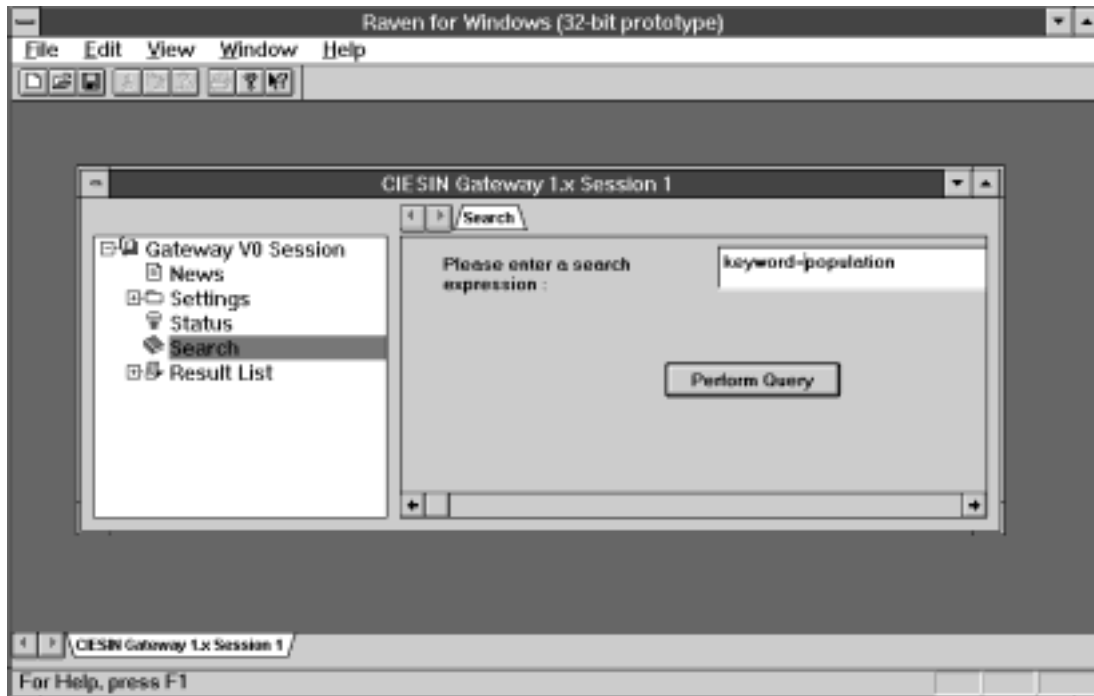 Raven for Windows (32-bit prototype)
File Edit View Window Help
CIESIN Gateway 1.x Session 1
Search
Gateway V0 Session
News
Settings
Status
Search
Result List
Please enter a search
expression :
keyword=population
Perform Query
CIESIN Gateway 1.x Session 1
For Help, press F1